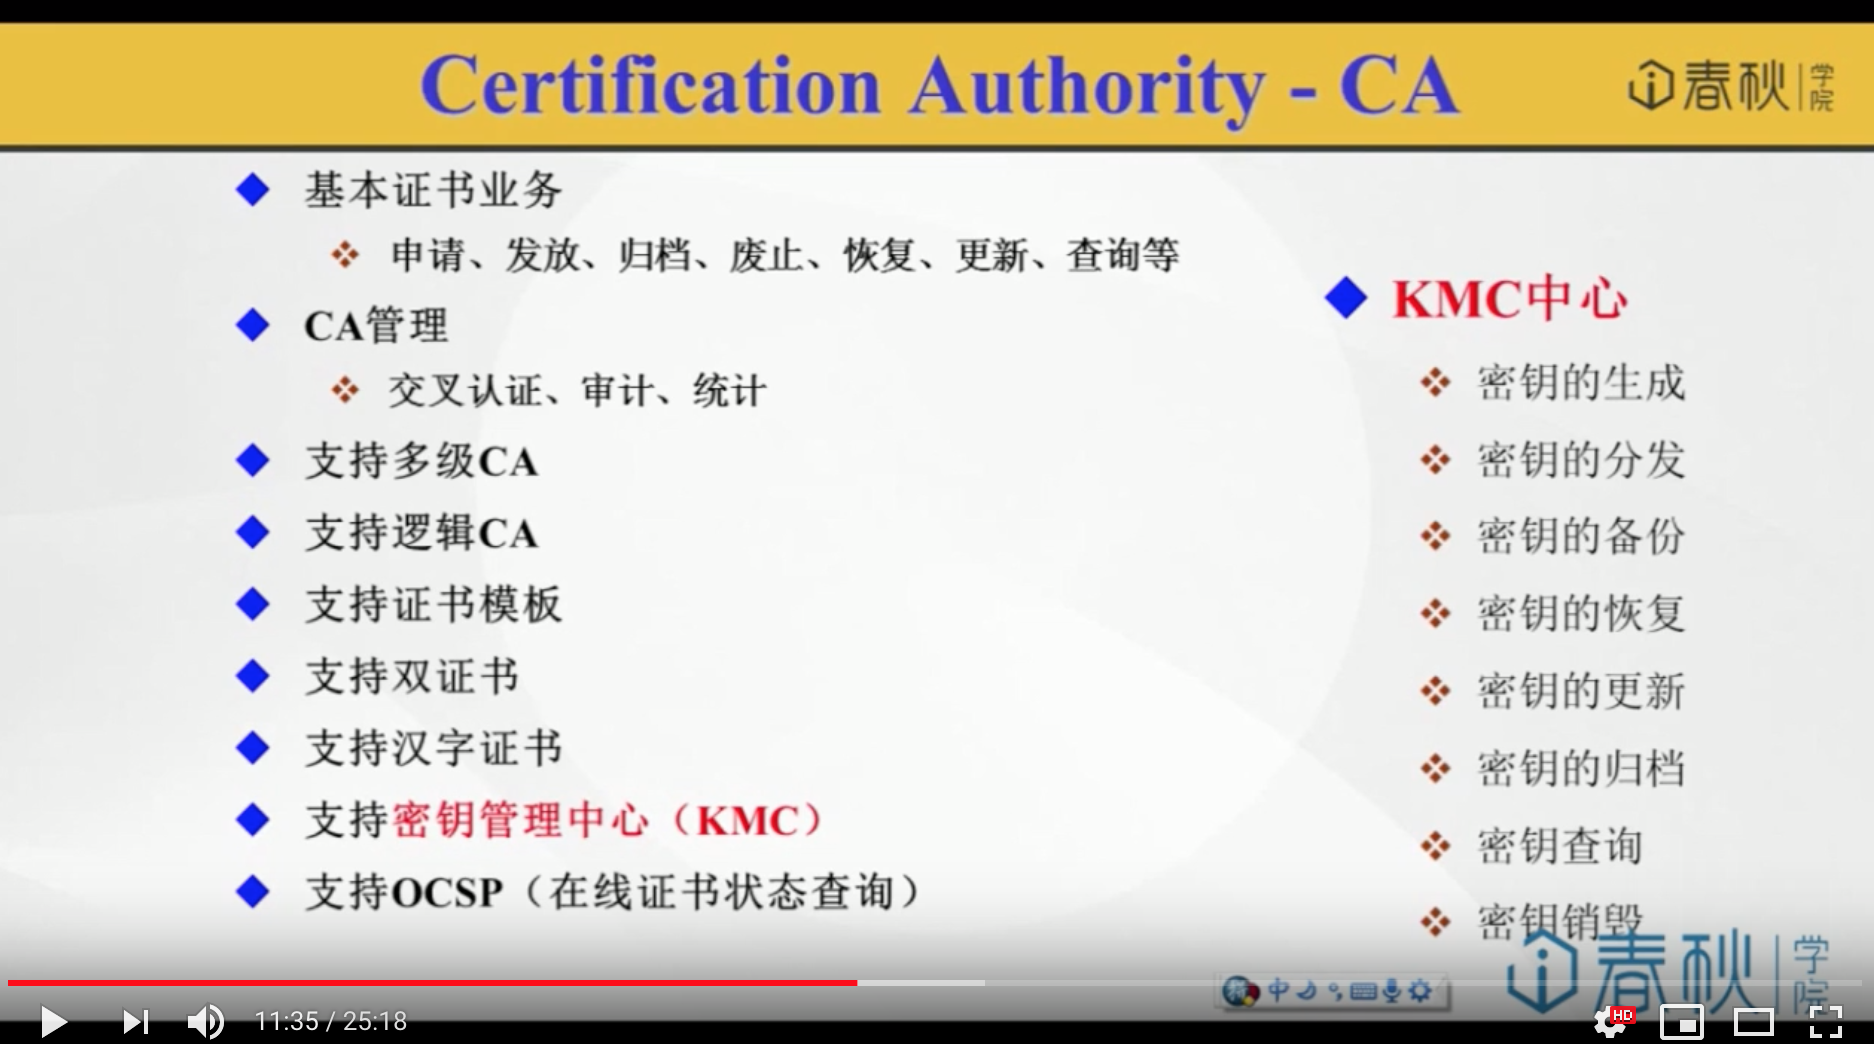 Certification Authority - CA
i春秋|学院
基本证书业务
申请、发放、归档、废止、恢复、更新、查询等
CA管理
交叉认证、审计、统计
支持多级CA
支持逻辑CA
支持证书模板
支持双证书
支持汉字证书
支持密钥管理中心（KMC）
支持OCSP（在线证书状态查询）
KMC中心
密钥的生成
密钥的分发
密钥的备份
密钥的恢复
密钥的更新
密钥的归档
密钥查询
密钥销毁
i春秋|学院
中
11:35 / 25:18
HD